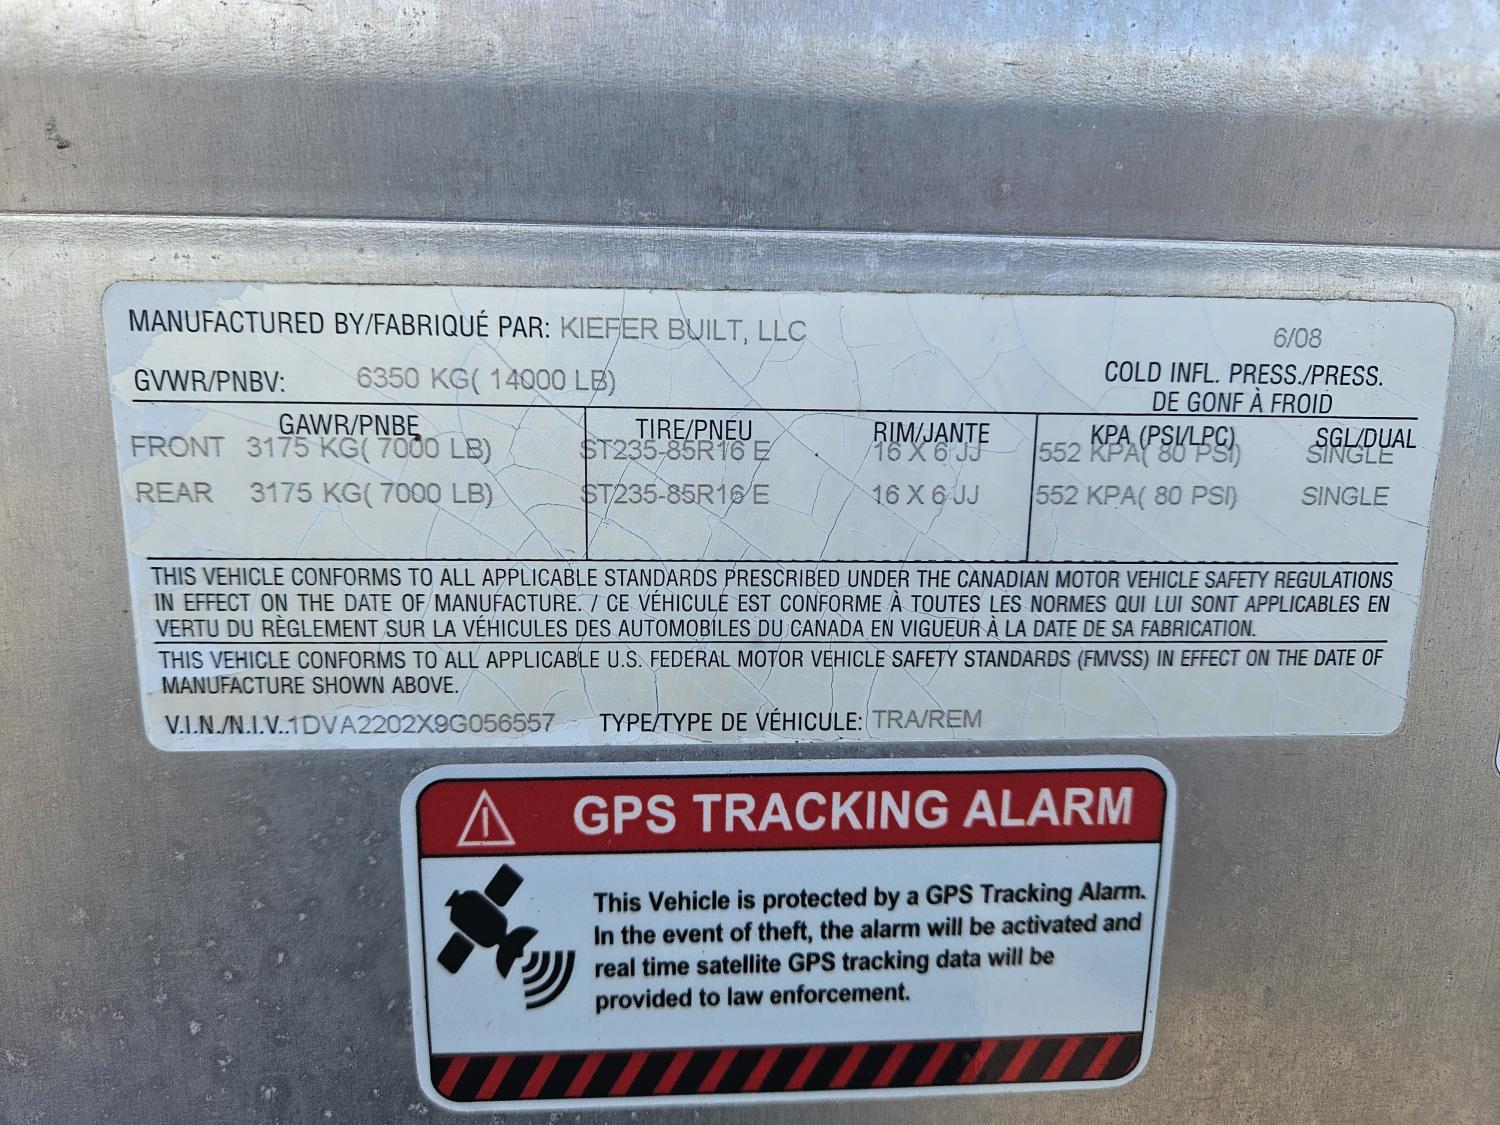 MANUFACTURED BY/FABRIQUÉ PAR: KIEFER BUILT, LLC 6/08
GVWR/PNBV: 6350 KG( 14000 LB) COLD INFL. PRESS./PRESS.
DE GONF À FROID
GAWR/PNBE TIRE/PNEU RIM/JANTE KPA (PSI/LPC) SGL/DUAL
FRONT 3175 KG( 7000 LB) ST235-85R16 E 16 X 6 JJ 552 KPA( 80 PSI) SINGLE
REAR 3175 KG( 7000 LB) ST235-85R16 E 16 X 6 JJ 552 KPA( 80 PSI) SINGLE
THIS VEHICLE CONFORMS TO ALL APPLICABLE STANDARDS PRESCRIBED UNDER THE CANADIAN MOTOR VEHICLE SAFETY REGULATIONS
IN EFFECT ON THE DATE OF MANUFACTURE. / CE VÉHICULE EST CONFORME À TOUTES LES NORMES QUI LUI SONT APPLICABLES EN
VERTU DU RÈGLEMENT SUR LA VÉHICULES DES AUTOMOBILES DU CANADA EN VIGUEUR À LA DATE DE SA FABRICATION.
THIS VEHICLE CONFORMS TO ALL APPLICABLE U.S. FEDERAL MOTOR VEHICLE SAFETY STANDARDS (FMVSS) IN EFFECT ON THE DATE OF
MANUFACTURE SHOWN ABOVE.
V.I.N./N.I.V.:1DVA2202X9G056557 TYPE/TYPE DE VÉHICULE: TRA/REM
GPS TRACKING ALARM
This Vehicle is protected by a GPS Tracking Alarm.
In the event of theft, the alarm will be activated and
real time satellite GPS tracking data will be
provided to law enforcement.